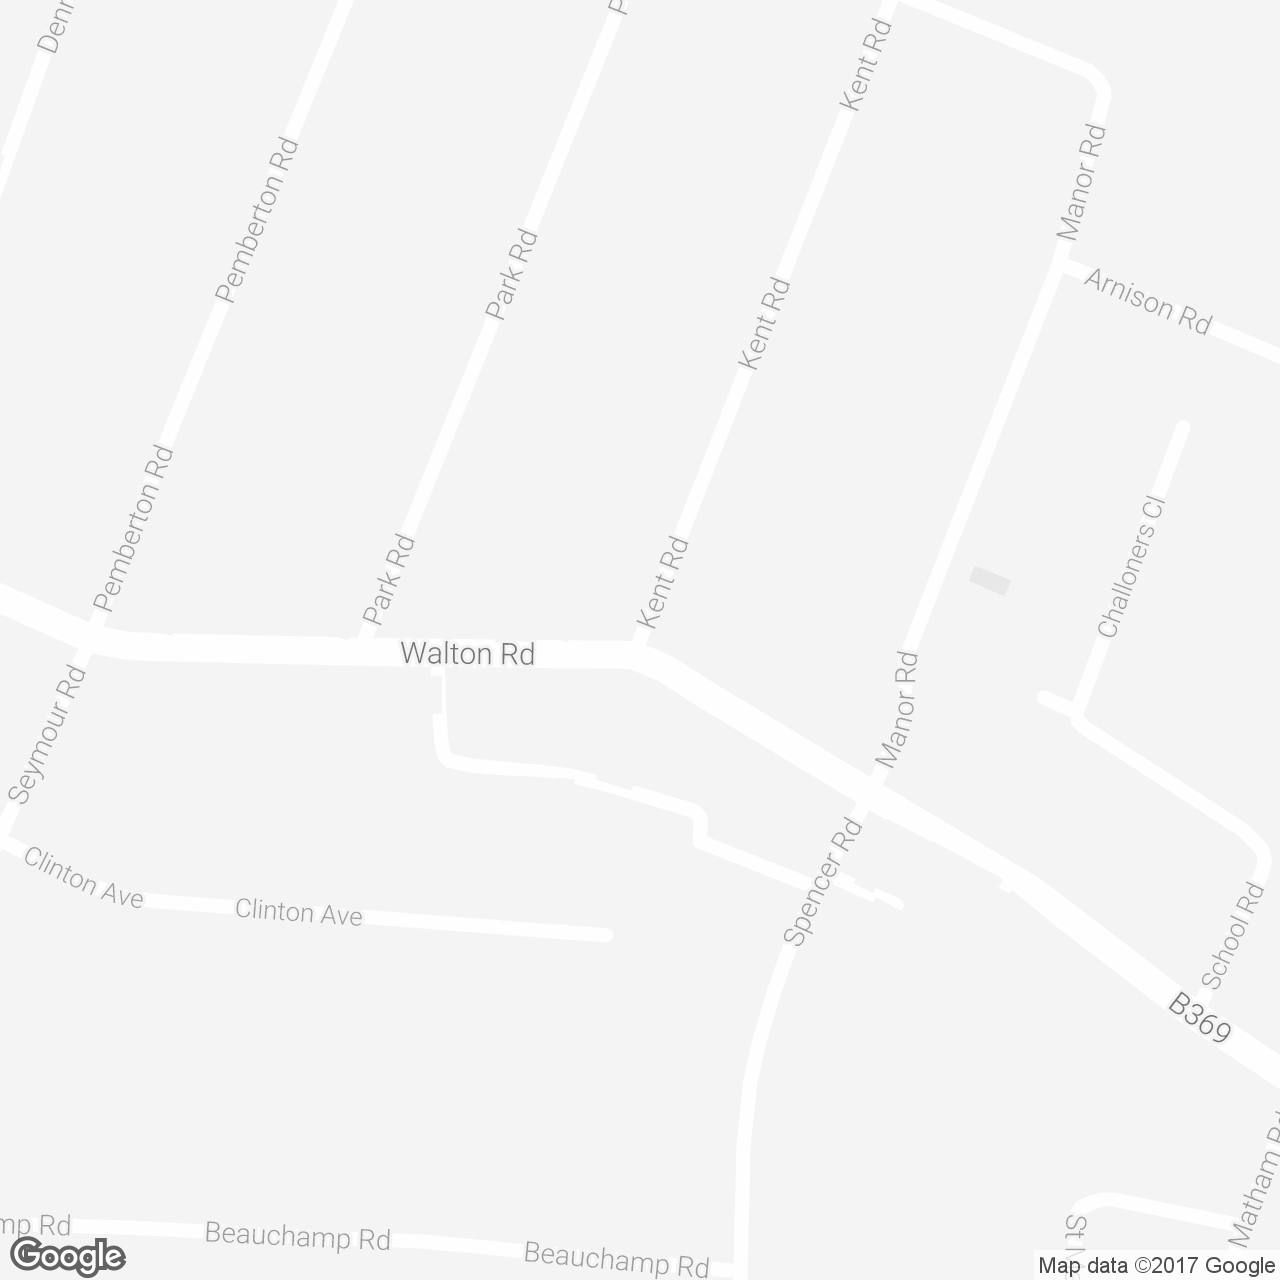 Kent Rd
Manor Rd
Pemberton Rd
Park Rd
Arnison Rd
Kent Rd
Pemberton Rd
Challoners Cl
Park Rd
Kent Rd
Walton Rd
Manor Rd
Seymour Rd
Spencer Rd
Clinton Ave
Clinton Ave
School Rd
B369
Matham Rd
Beauchamp Rd
Beauchamp Rd
Rd
St
Google
Map data ©2017 Google